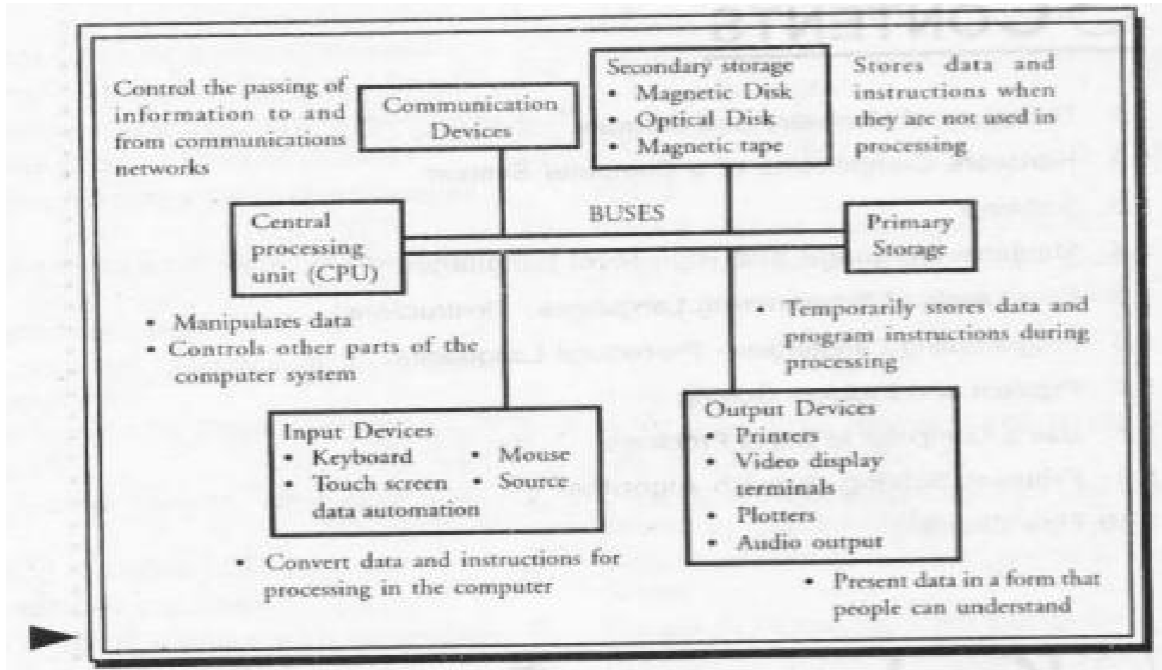 CONTENTS
Control the passing of
information to and
from communications
networks
Communication
Devices
Secondary storage
• Magnetic Disk
• Optical Disk
• Magnetic tape
Stores data and
instructions when
they are not used in
processing
BUSES
Central
processing
unit (CPU)
Primary
Storage
• Manipulates data
• Controls other parts of the
computer system
• Temporarily stores data and
program instructions during
processing
Input Devices
• Keyboard • Mouse
• Touch screen • Source
data automation
Output Devices
• Printers
• Video display
terminals
• Plotters
• Audio output
• Convert data and instructions for
processing in the computer
• Present data in a form that
people can understand